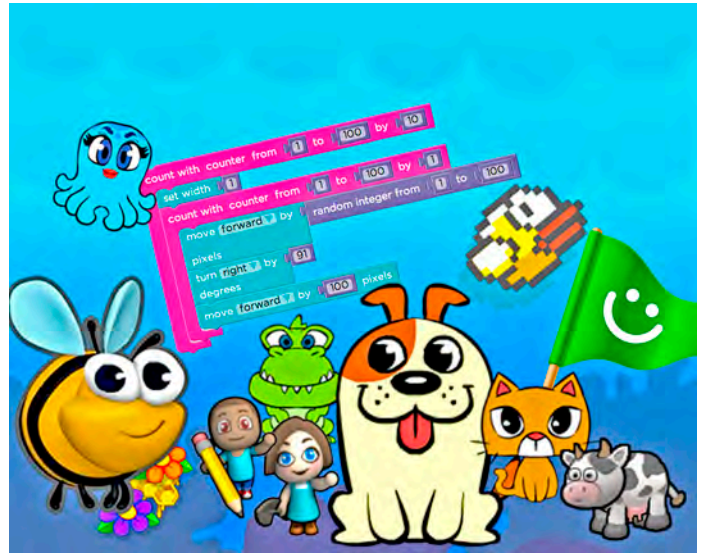 count with counter from 1 to 100 by 10
set width 1
count with counter from 1 to 100 by 1
move forward by random integer from 1 to 100
pixels
turn right by 91
degrees
move forward by 100 pixels